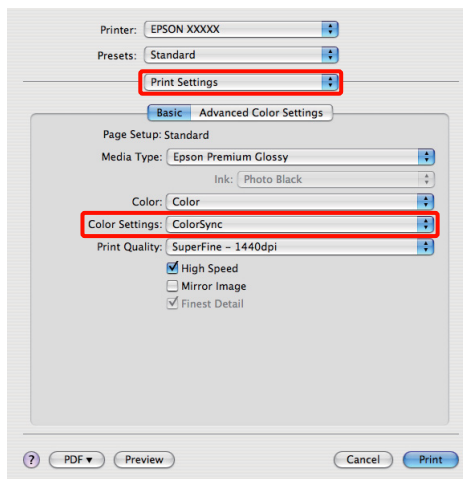 Printer: EPSON XXXXX
Presets: Standard
Print Settings
Basic Advanced Color Settings
Page Setup: Standard
Media Type: Epson Premium Glossy
Ink: Photo Black
Color: Color
Color Settings: ColorSync
Print Quality: SuperFine – 1440dpi
High Speed
Mirror Image
Finest Detail
? PDF▼ Preview Cancel Print